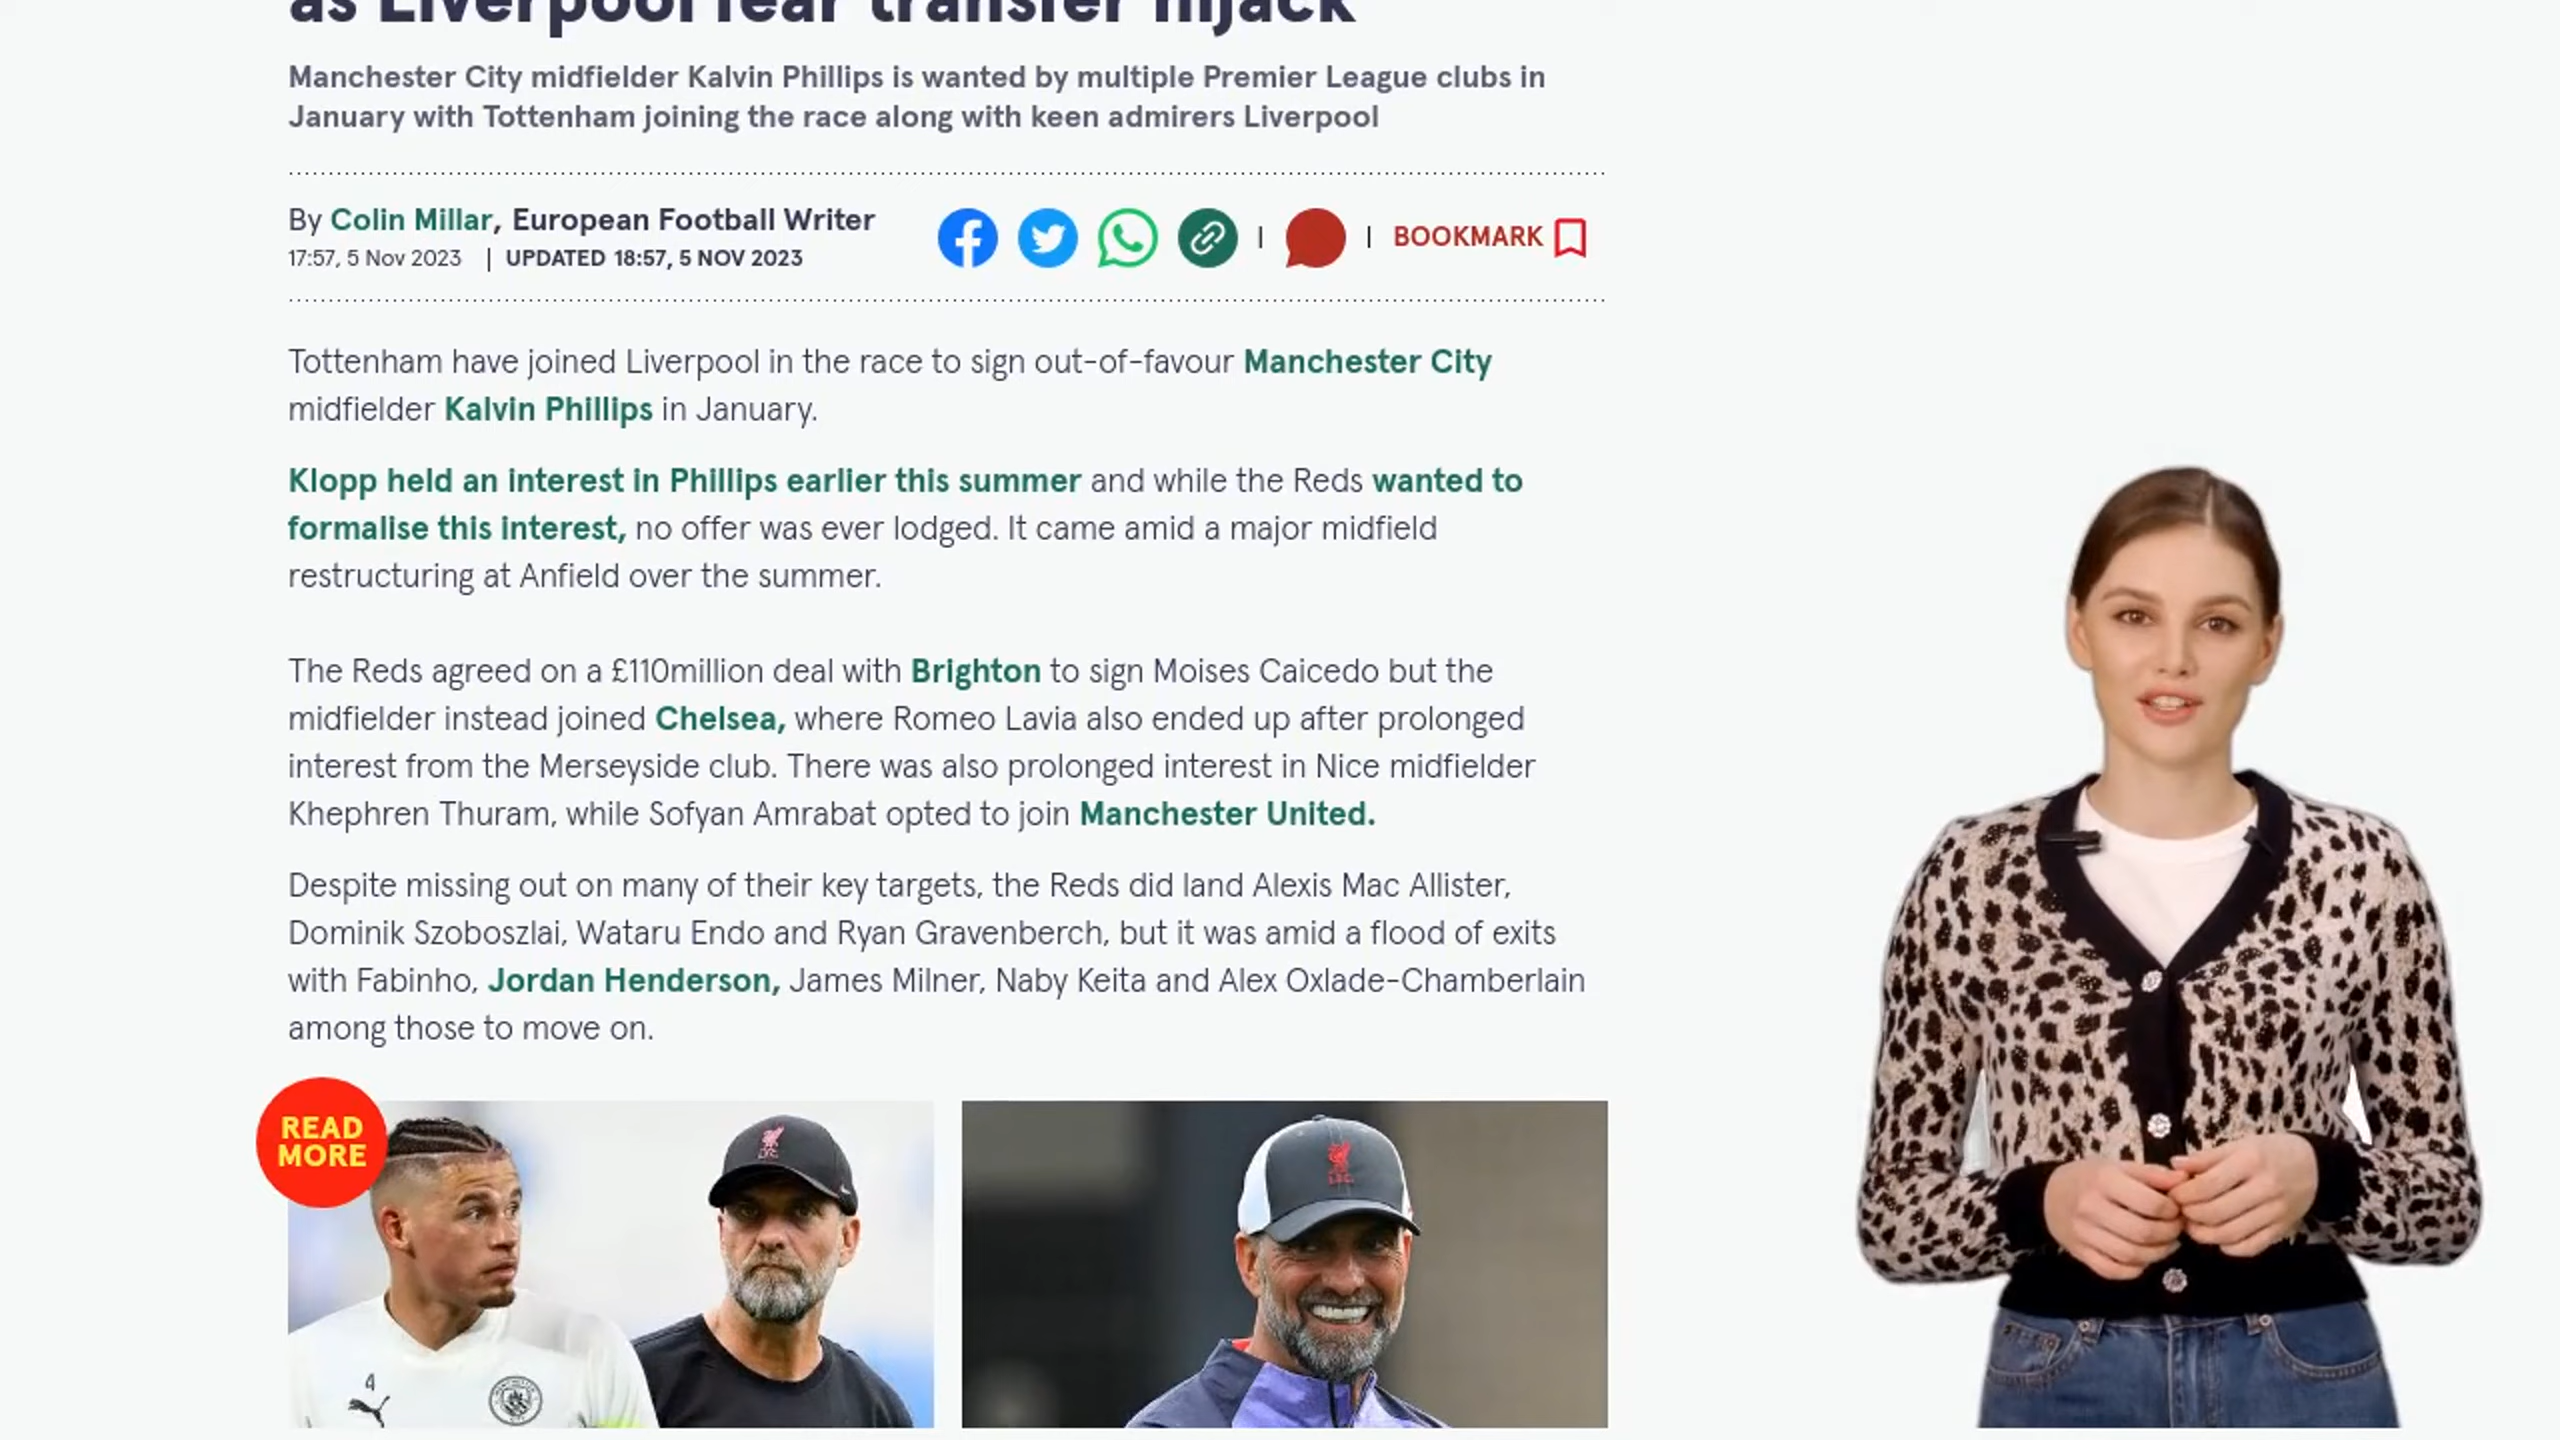 as Liverpool fear transfer hijack
Manchester City midfielder Kalvin Phillips is wanted by multiple Premier League clubs in
January with Tottenham joining the race along with keen admirers Liverpool
By Colin Millar, European Football Writer
17:57, 5 Nov 2023 | UPDATED 18:57, 5 NOV 2023
| | BOOKMARK
Tottenham have joined Liverpool in the race to sign out-of-favour Manchester City
midfielder Kalvin Phillips in January.
Klopp held an interest in Phillips earlier this summer and while the Reds wanted to
formalise this interest, no offer was ever lodged. It came amid a major midfield
restructuring at Anfield over the summer.
The Reds agreed on a £110million deal with Brighton to sign Moises Caicedo but the
midfielder instead joined Chelsea, where Romeo Lavia also ended up after prolonged
interest from the Merseyside club. There was also prolonged interest in Nice midfielder
Khephren Thuram, while Sofyan Amrabat opted to join Manchester United.
Despite missing out on many of their key targets, the Reds did land Alexis Mac Allister,
Dominik Szoboszlai, Wataru Endo and Ryan Gravenberch, but it was amid a flood of exits
with Fabinho, Jordan Henderson, James Milner, Naby Keita and Alex Oxlade-Chamberlain
among those to move on.
READ
MORE
L.F.C.
L.F.C.
4